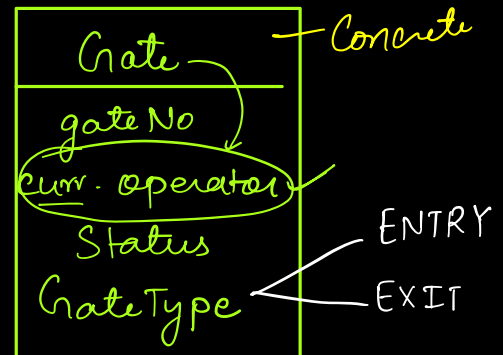 Gate
Concrete
gateNo
curr. operator
Status
GateType
ENTRY
EXIT